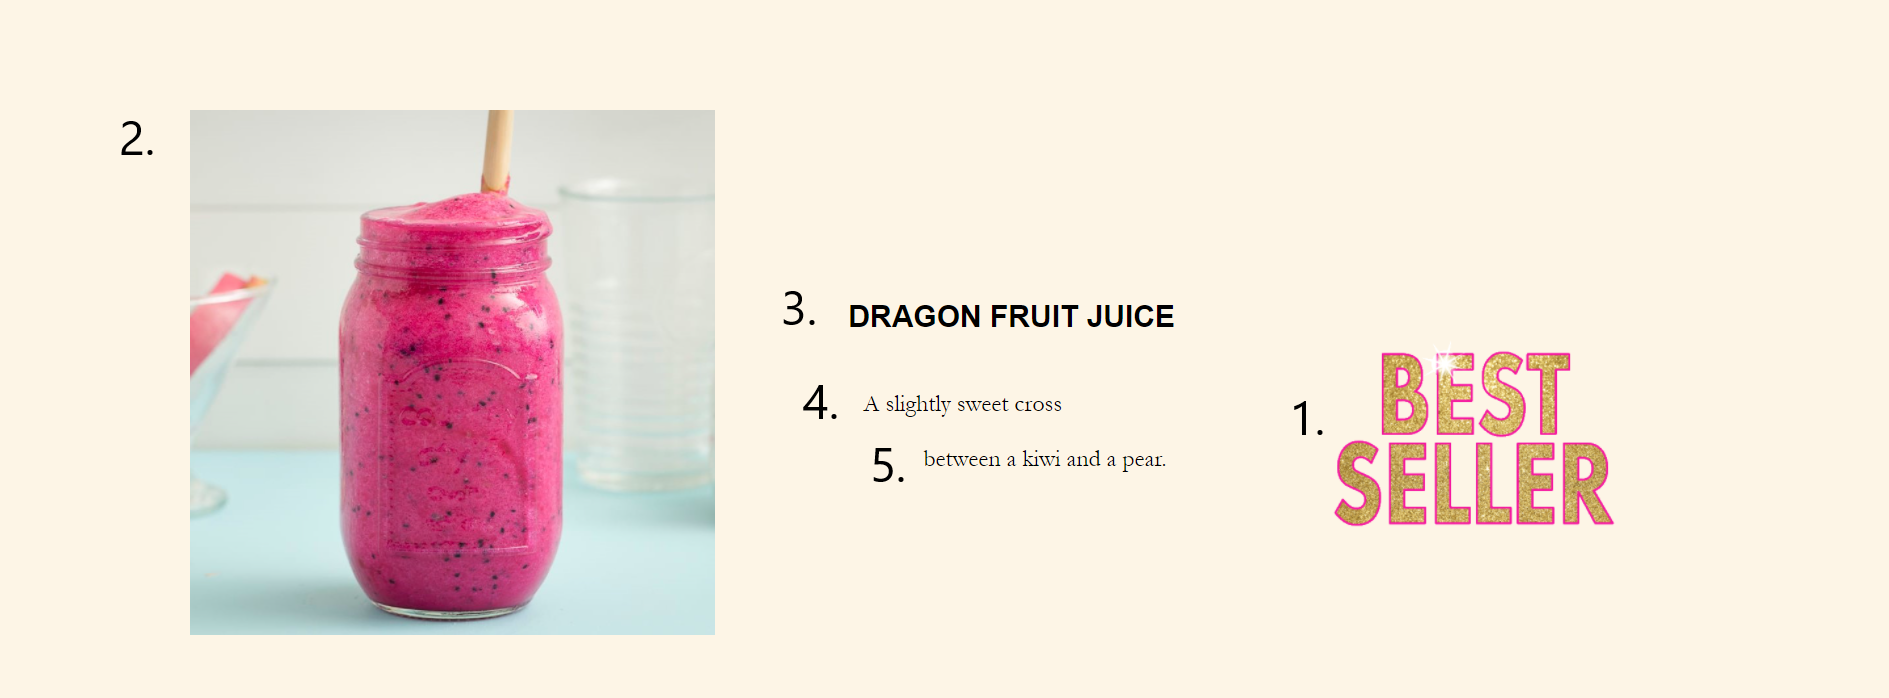 2.
3. DRAGON FRUIT JUICE
4. A slightly sweet cross
5. between a kiwi and a pear.
1. BEST
SELLER